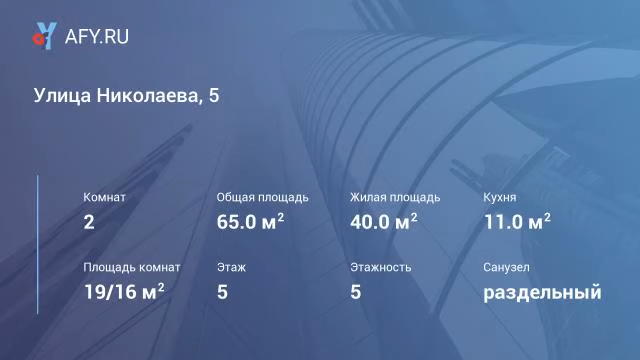 AFY.RU
Улица Николаева, 5
Комнат Общая площадь Жилая площадь Кухня
2 65.0 м² 40.0 м² 11.0 м²
Площадь комнат Этаж Этажность Санузел
19/16 м² 5 5 раздельный